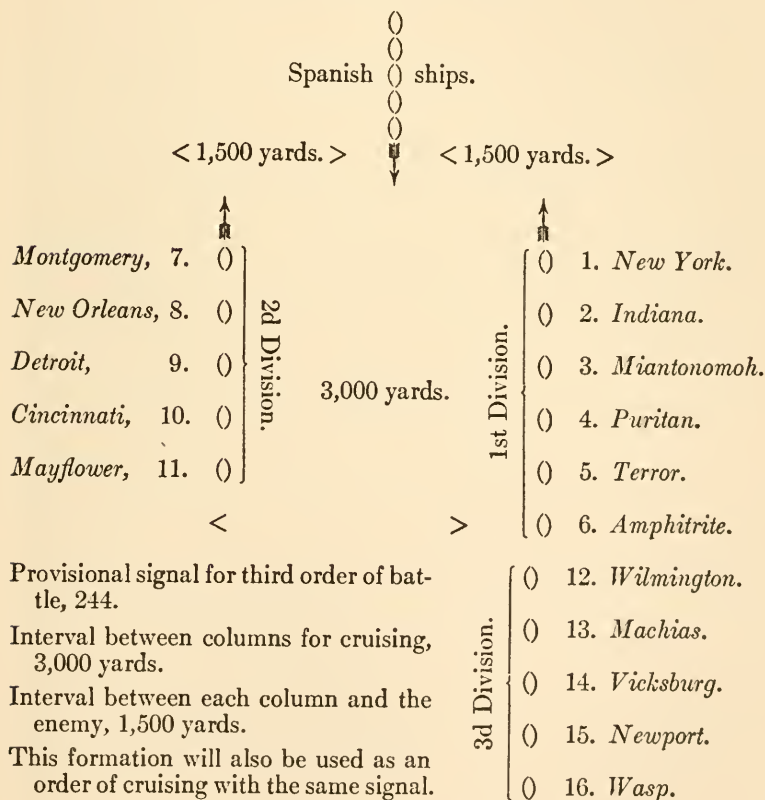 Spanish () ships.
< 1,500 yards. > < 1,500 yards. >
Montgomery, 7. ()
New Orleans, 8. ()
Detroit, 9. ()
Cincinnati, 10. ()
Mayflower, 11. ()
2d Division.
3,000 yards.
< >
1st Division.
() 1. New York.
() 2. Indiana.
() 3. Miantonomoh.
() 4. Puritan.
() 5. Terror.
() 6. Amphitrite.
Provisional signal for third order of bat-
tle, 244.
Interval between columns for cruising,
3,000 yards.
Interval between each column and the
enemy, 1,500 yards.
This formation will also be used as an
order of cruising with the same signal.
3d Division.
() 12. Wilmington.
() 13. Machias.
() 14. Vicksburg.
() 15. Newport.
() 16. Wasp.